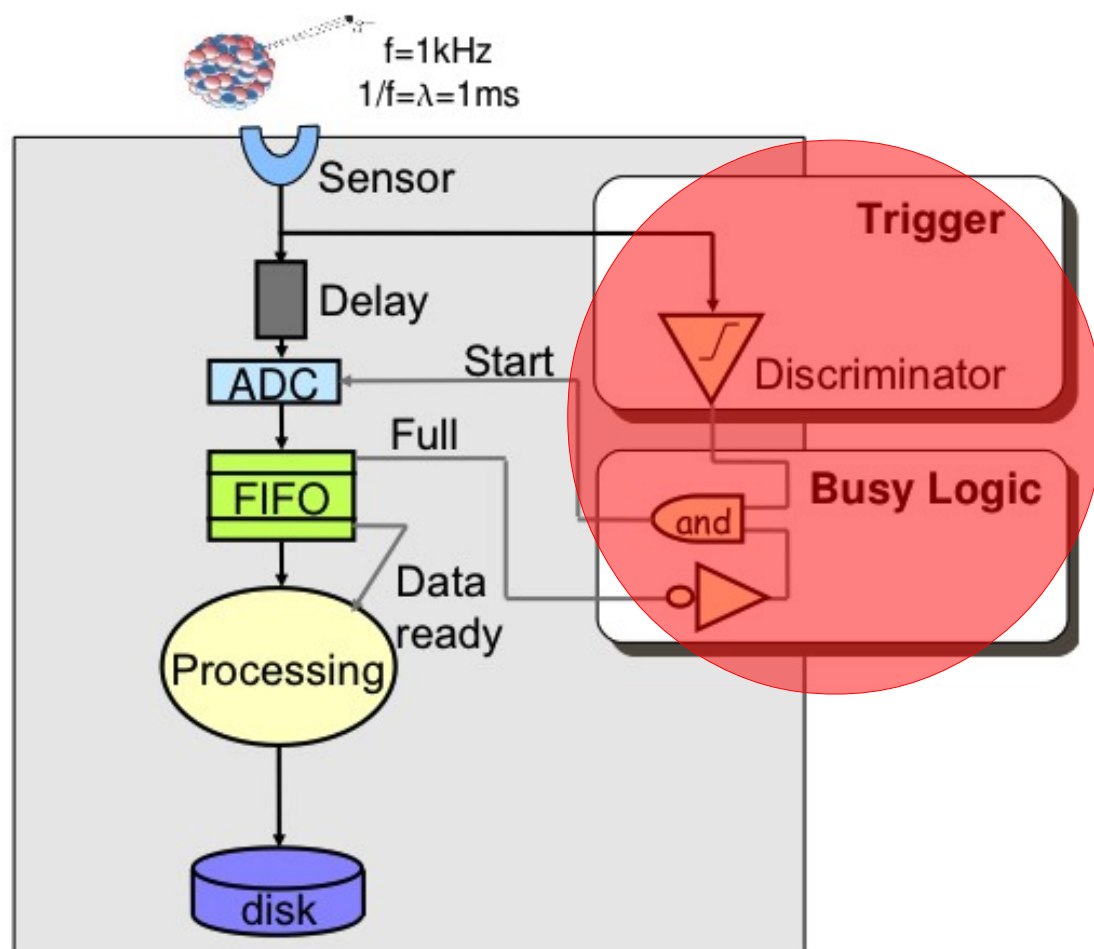 f=1kHz
1/f=λ=1ms
Sensor
Trigger
Delay
Discriminator
Start
ADC
Full
FIFO
Busy Logic
and
Data
ready
Processing
disk